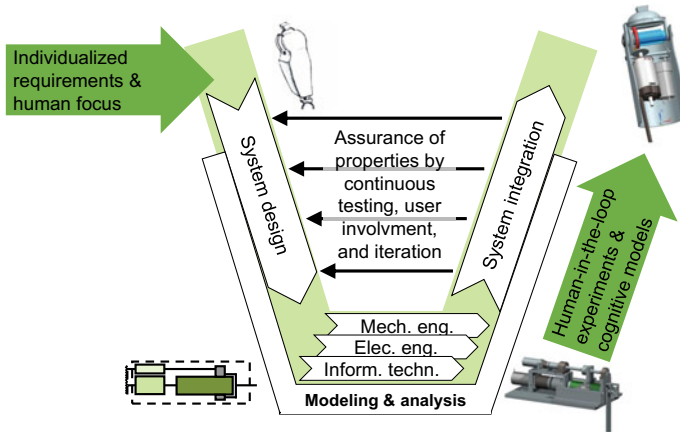 Individualized
requirements &
human focus
System design
Assurance of
properties by
continuous
testing, user
involvment,
and iteration
System integration
Human-in-the-loop
experiments &
cognitive models
Mech. eng.
Elec. eng.
Inform. techn.
Modeling & analysis